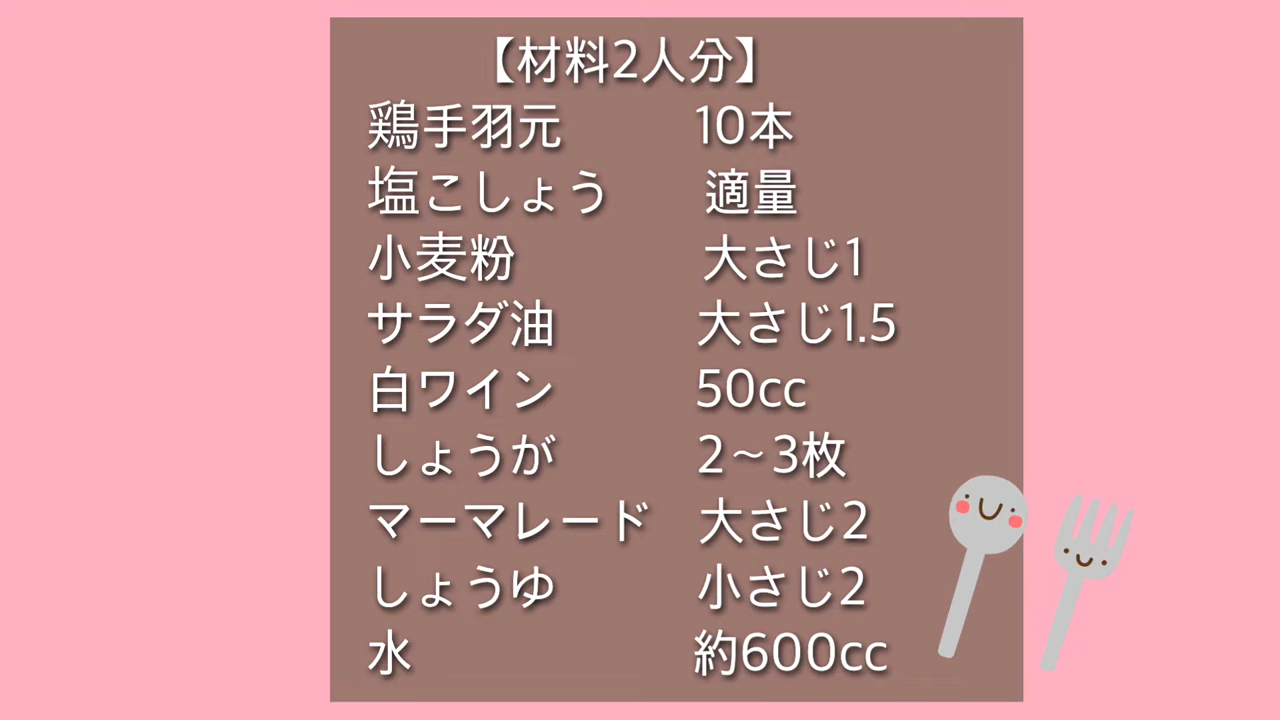 【材料2人分】
鶏手羽元 10本
塩こしょう 適量
小麦粉 大さじ1
サラダ油 大さじ1.5
白ワイン 50cc
しょうが 2～3枚
マーマレード 大さじ2
しょうゆ 小さじ2
水 約600cc